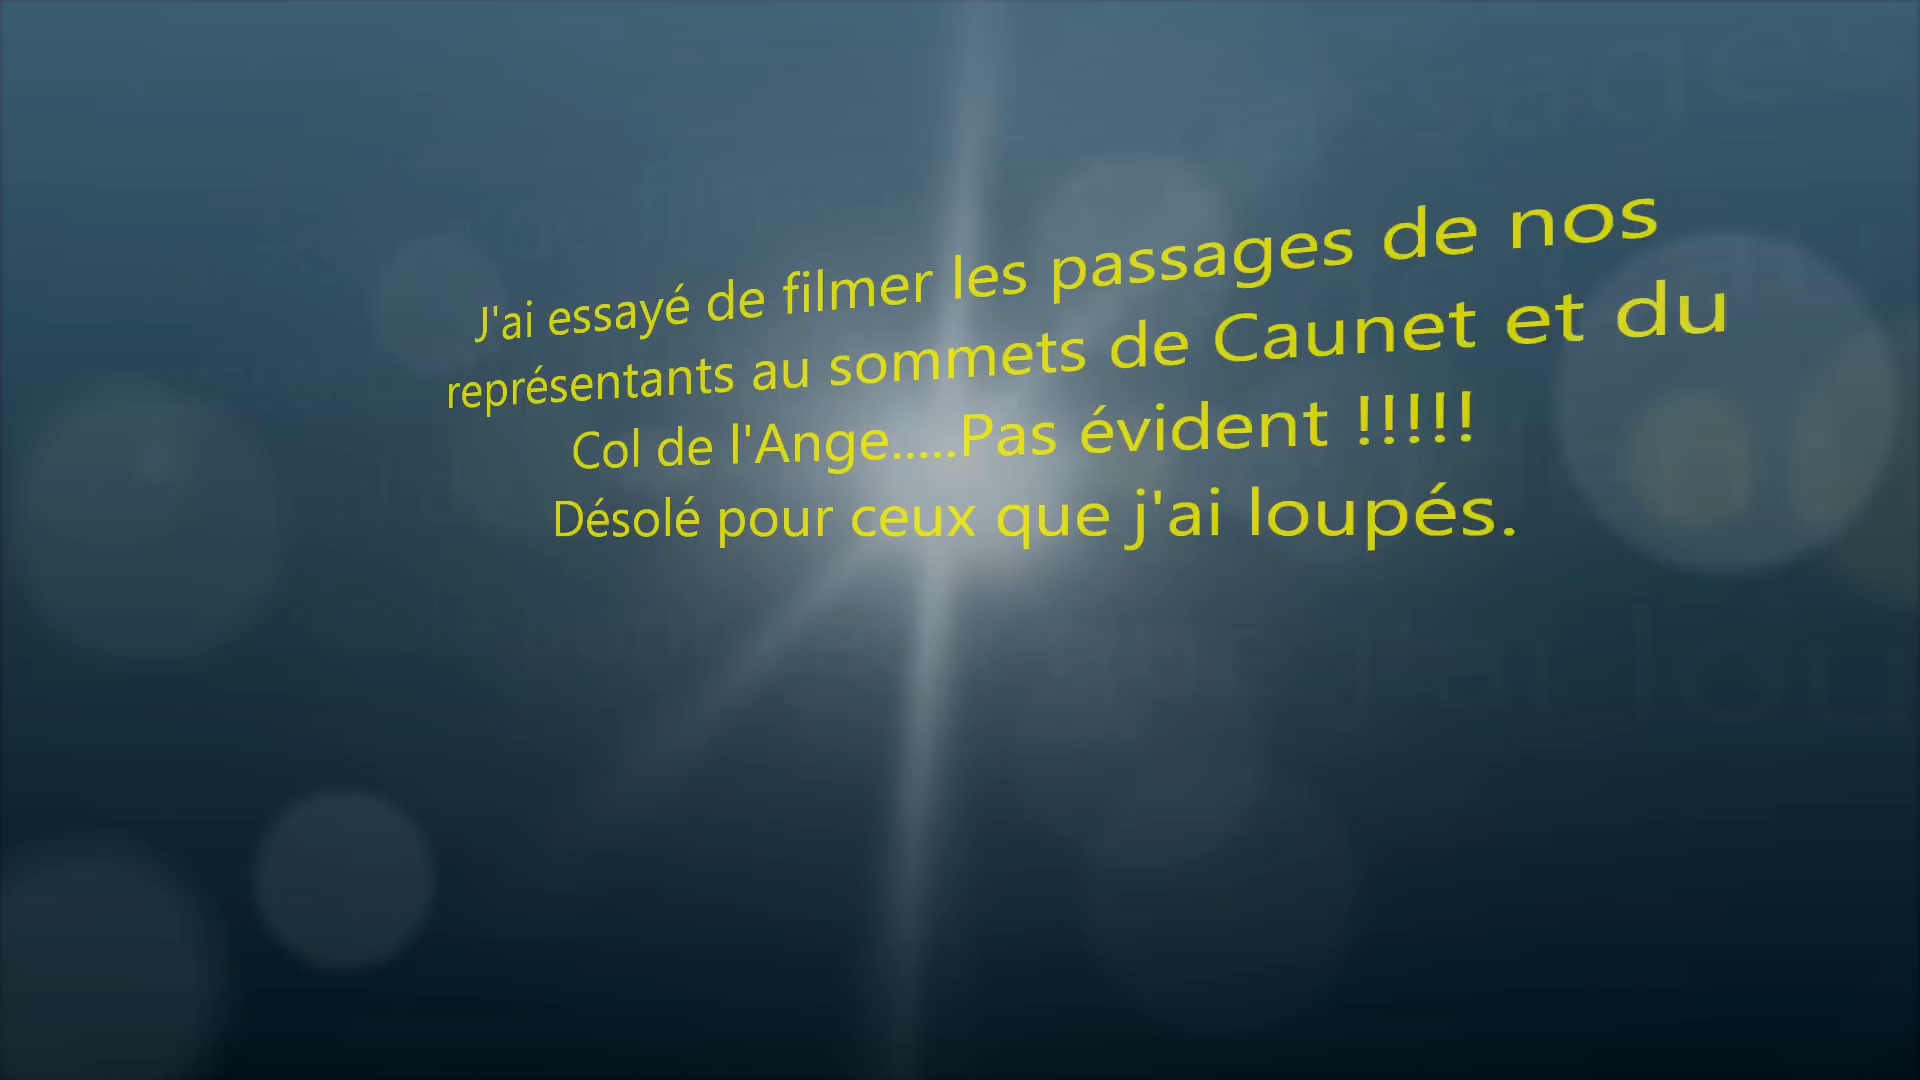 J'ai essayé de filmer les passages de nos
représentants au sommets de Caunet et du
Col de l'Ange.....Pas évident !!!!!
Désolé pour ceux que j'ai loupés.